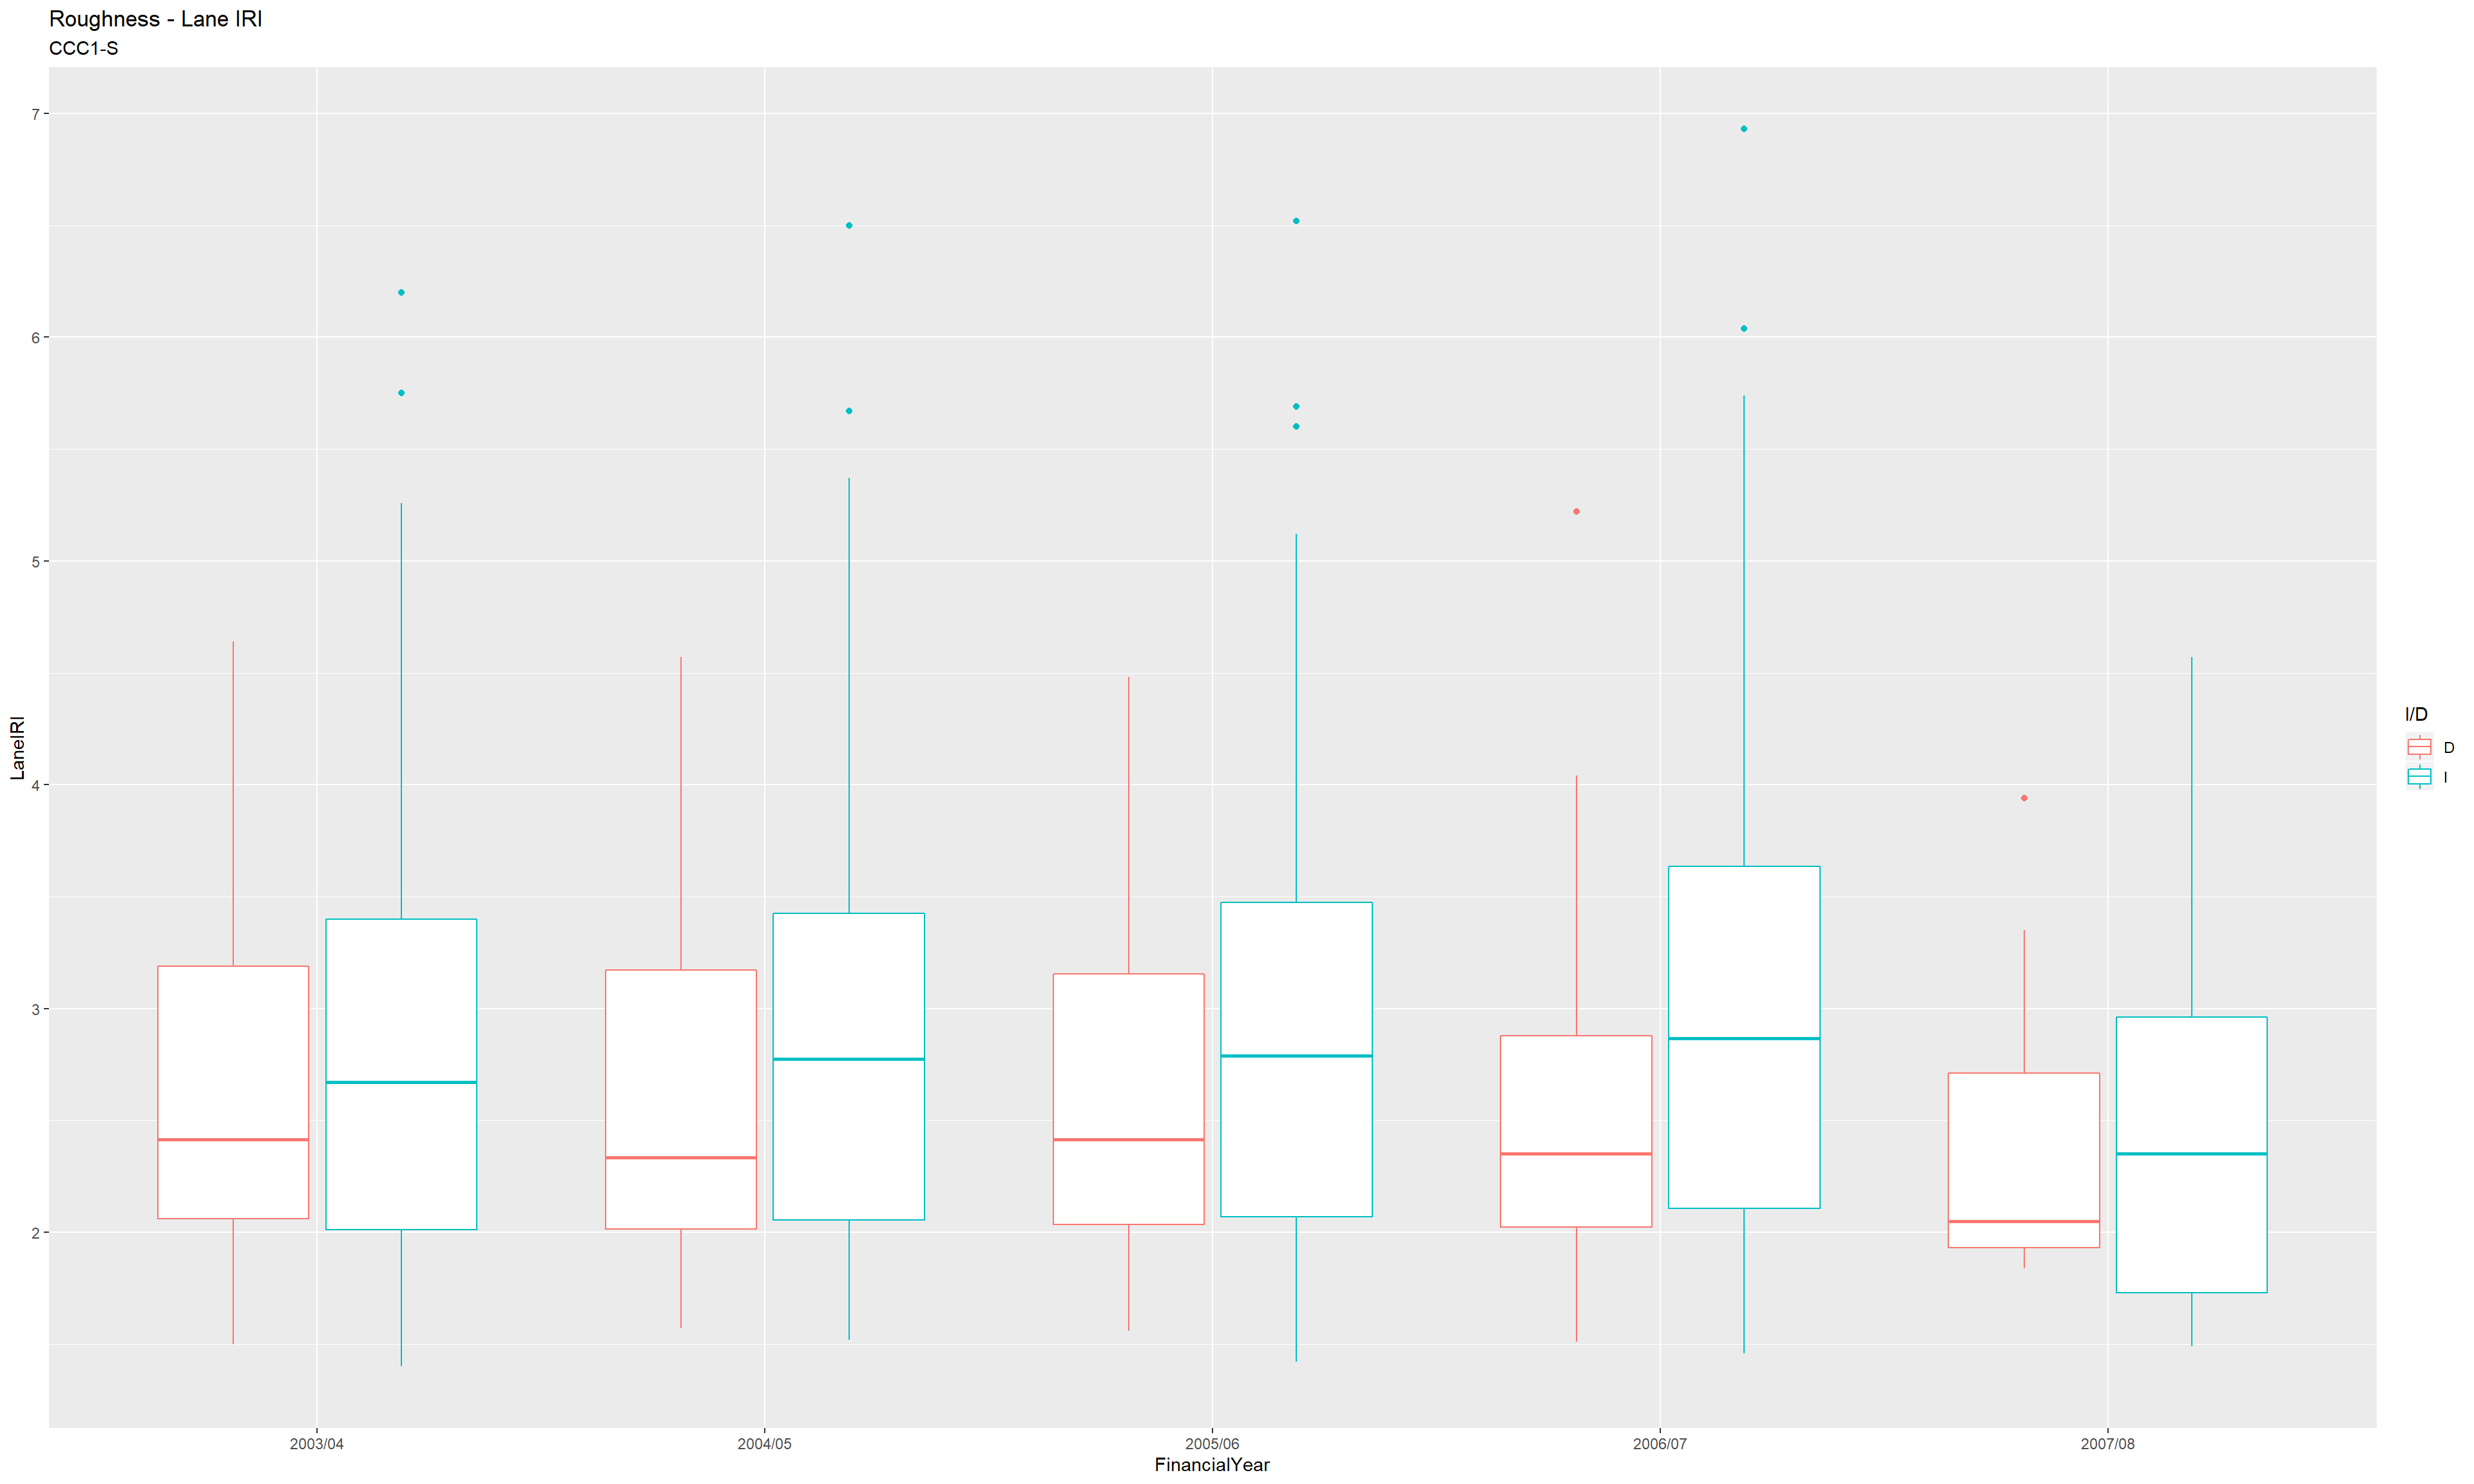 Roughness - Lane IRI
CCC1-S
7
6
5
4
3
2
LaneIRI
2003/04
2004/05
2005/06
2006/07
2007/08
FinancialYear
I/D
D
I